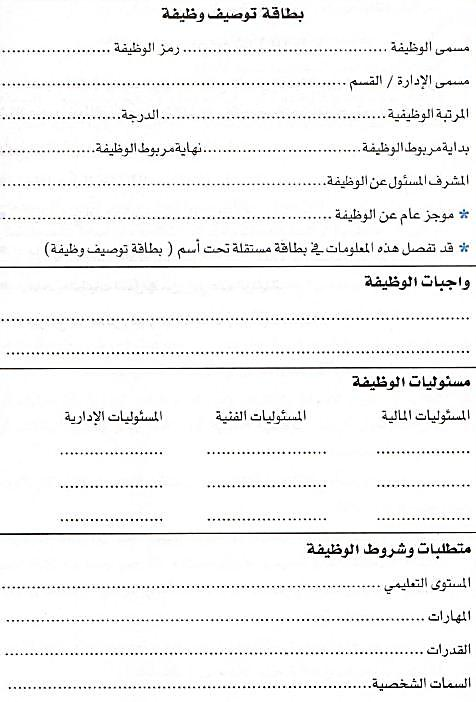 بطاقة توصيف وظيفة
مسمى الوظيفة ........................................ رمز الوظيفة ......................
مسمى الإدارة / القسم ..................................................................
المرتبة الوظيفية ....................................... الدرجة ..............................
بداية مربوط الوظيفة ............................... نهاية مربوط الوظيفة .....................
المشرف المسئول عن الوظيفة ................................................................
* موجز عام عن الوظيفة ................................................................
* قد تفصل هذه المعلومات في بطاقة مستقلة تحت أسم ( بطاقة توصيف وظيفة)
واجبات الوظيفة
..........................................................................................
..........................................................................................
مسئوليات الوظيفة
المسئوليات المالية المسئوليات الفنية المسئوليات الإدارية
................... ........................ .....................
................... ........................ .....................
................... ........................ .....................
متطلبات وشروط الوظيفة
المستوى التعليمي ..........................................................................
المهارات ..................................................................................
القدرات ..................................................................................
السمات الشخصية ........................................................................